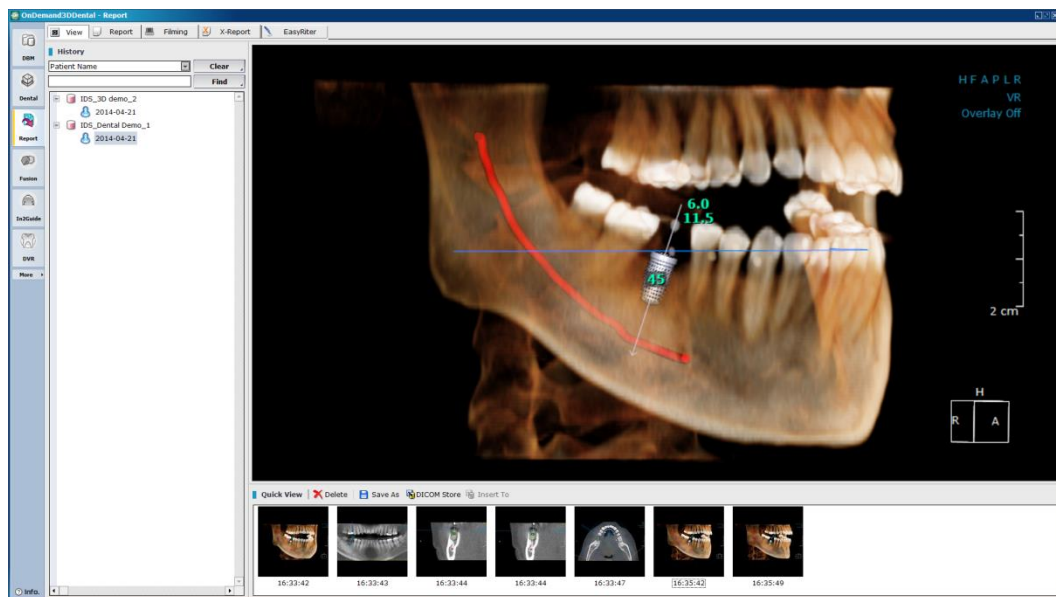 OnDemand3DDental - Report
View
Report
Filming
X-Report
EasyRiter
DBM
Dental
Report
Fusion
In2Guide
DVR
More
Info.
History
Patient Name
Clear
Find
IDS_3D demo_2
2014-04-21
IDS_Dental Demo_1
2014-04-21
H F A P L R
VR
Overlay Off
6.0
11.5
45
2 cm
H
R A
Quick View
Delete
Save As
DICOM Store
Insert To
16:33:42
16:33:43
16:33:44
16:33:44
16:33:47
16:35:42
16:35:49